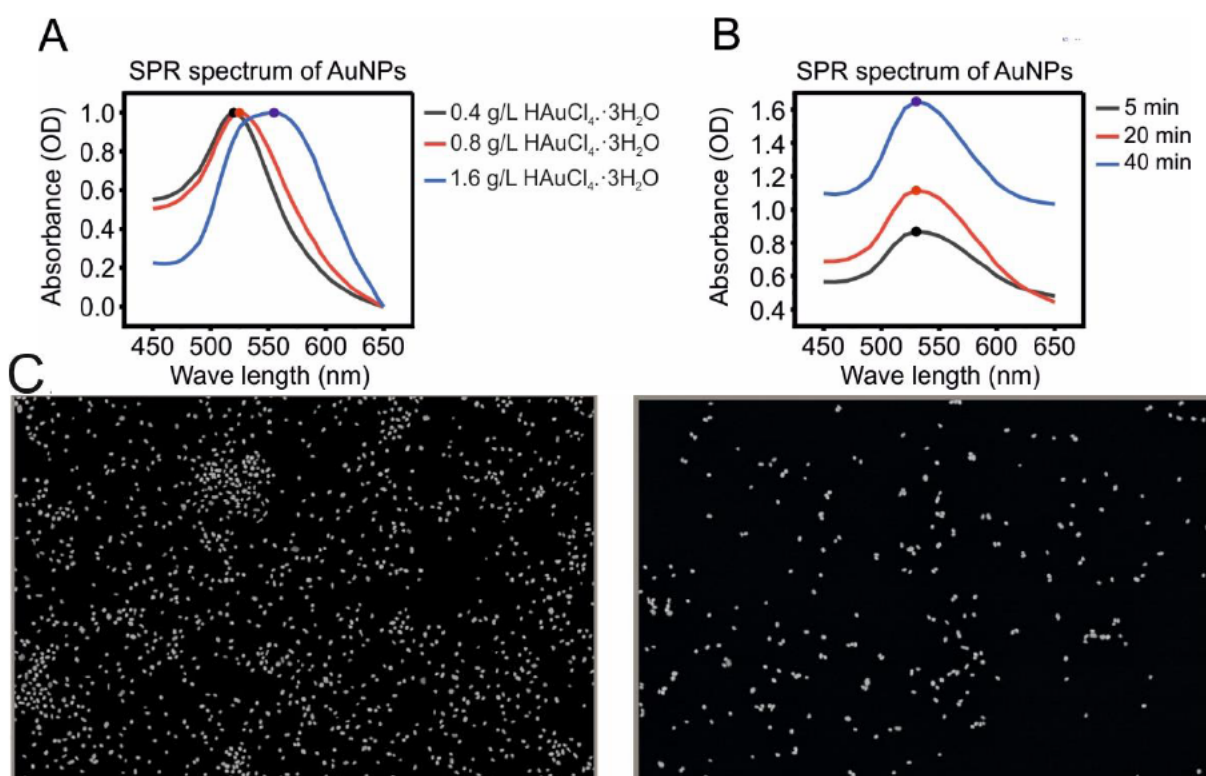 A
SPR spectrum of AuNPs
Absorbance (OD)
1.0
0.8
0.6
0.4
0.2
0.0
450 500 550 600 650
Wave length (nm)
0.4 g/L HAuCl₄.·3H₂O
0.8 g/L HAuCl₄.·3H₂O
1.6 g/L HAuCl₄.·3H₂O
B
SPR spectrum of AuNPs
Absorbance (OD)
1.6
1.4
1.2
1.0
0.8
0.6
0.4
450 500 550 600 650
Wave length (nm)
5 min
20 min
40 min
C